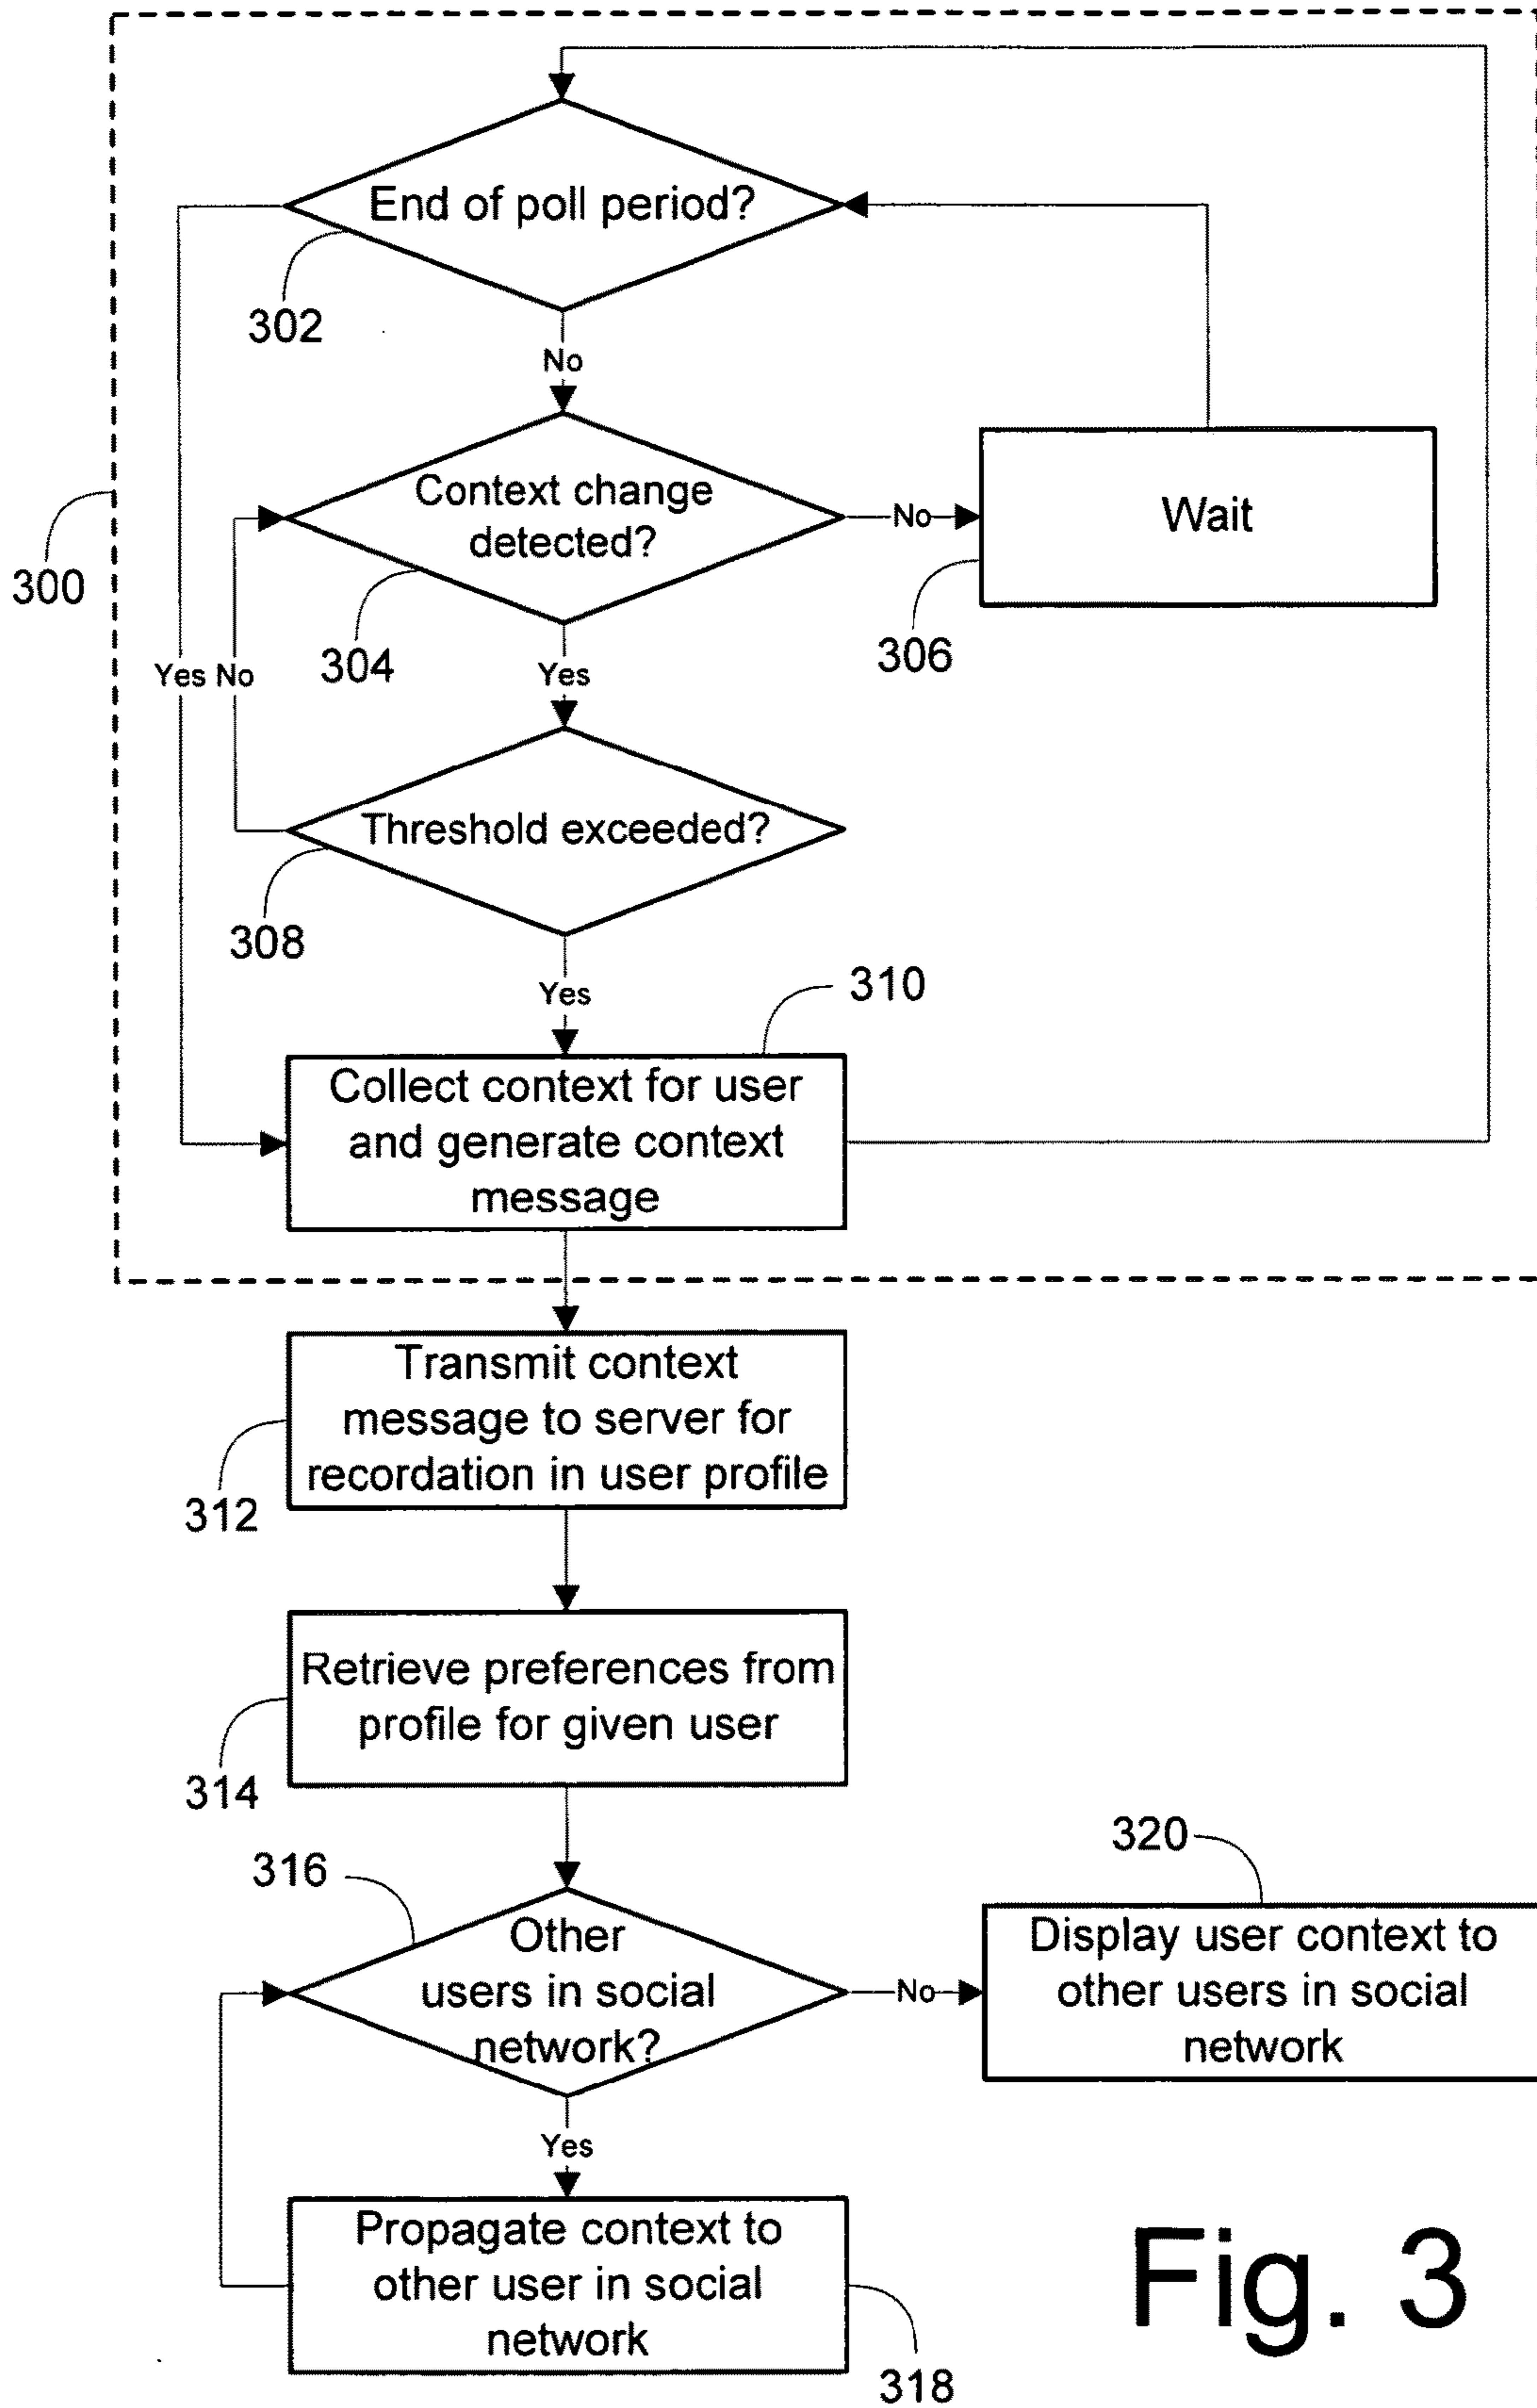 End of poll period?
302
No
Context change
detected?
No
Wait
300
304
306
Yes No
Yes
Threshold exceeded?
308
Yes
310
Collect context for user
and generate context
message
Transmit context
message to server for
recordation in user profile
312
Retrieve preferences from
profile for given user
314
316
Other
users in social
network?
No
320
Display user context to
other users in social
network
Yes
Propagate context to
other user in social
network
318
Fig. 3